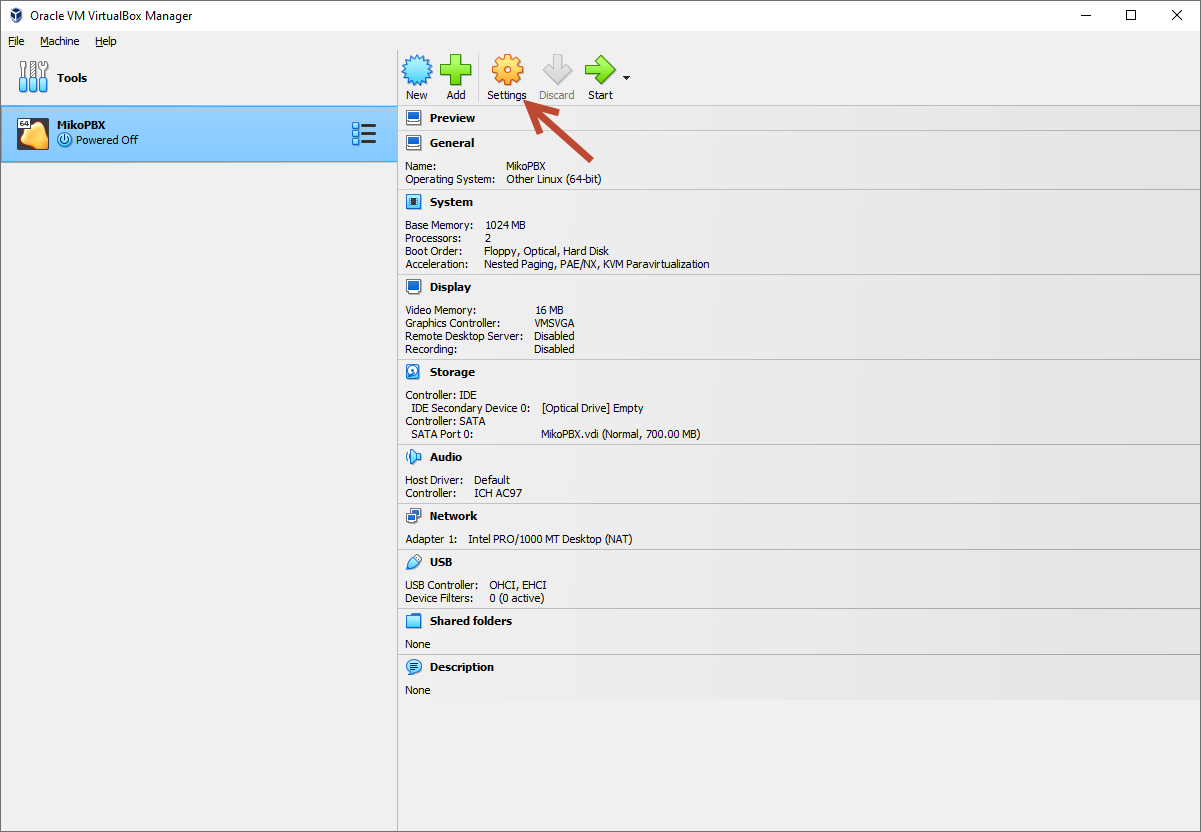 Oracle VM VirtualBox Manager
File Machine Help
Tools
New Add Settings Discard Start
64
MikoPBX
Powered Off
Preview
General
Name: MikoPBX
Operating System: Other Linux (64-bit)
System
Base Memory: 1024 MB
Processors: 2
Boot Order: Floppy, Optical, Hard Disk
Acceleration: Nested Paging, PAE/NX, KVM Paravirtualization
Display
Video Memory: 16 MB
Graphics Controller: VMSVGA
Remote Desktop Server: Disabled
Recording: Disabled
Storage
Controller: IDE
IDE Secondary Device 0: [Optical Drive] Empty
Controller: SATA
SATA Port 0: MikoPBX.vdi (Normal, 700.00 MB)
Audio
Host Driver: Default
Controller: ICH AC97
Network
Adapter 1: Intel PRO/1000 MT Desktop (NAT)
USB
USB Controller: OHCI, EHCI
Device Filters: 0 (0 active)
Shared folders
None
Description
None